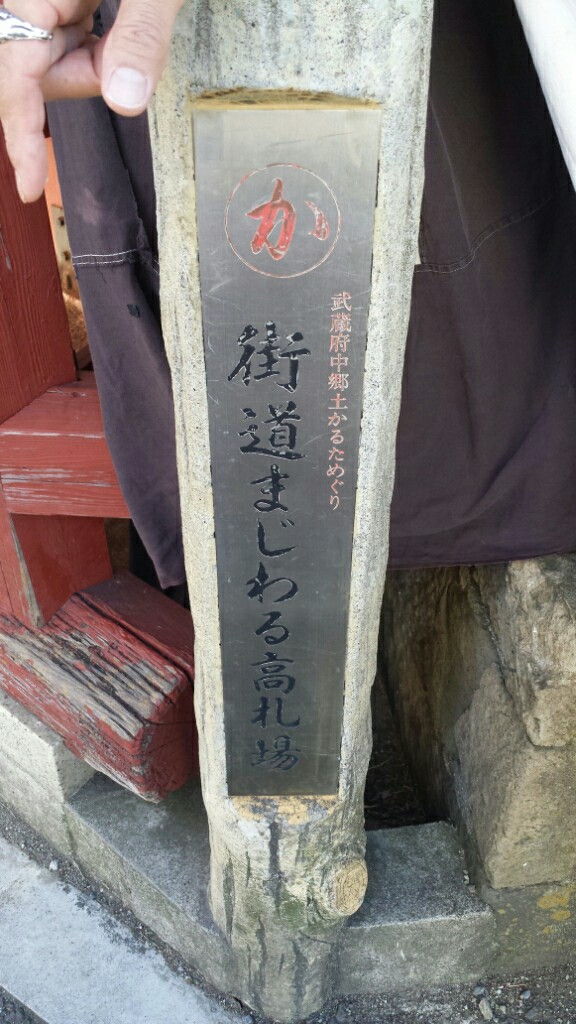 か
武蔵府中郷土かるためぐり
街道まじわる高札場